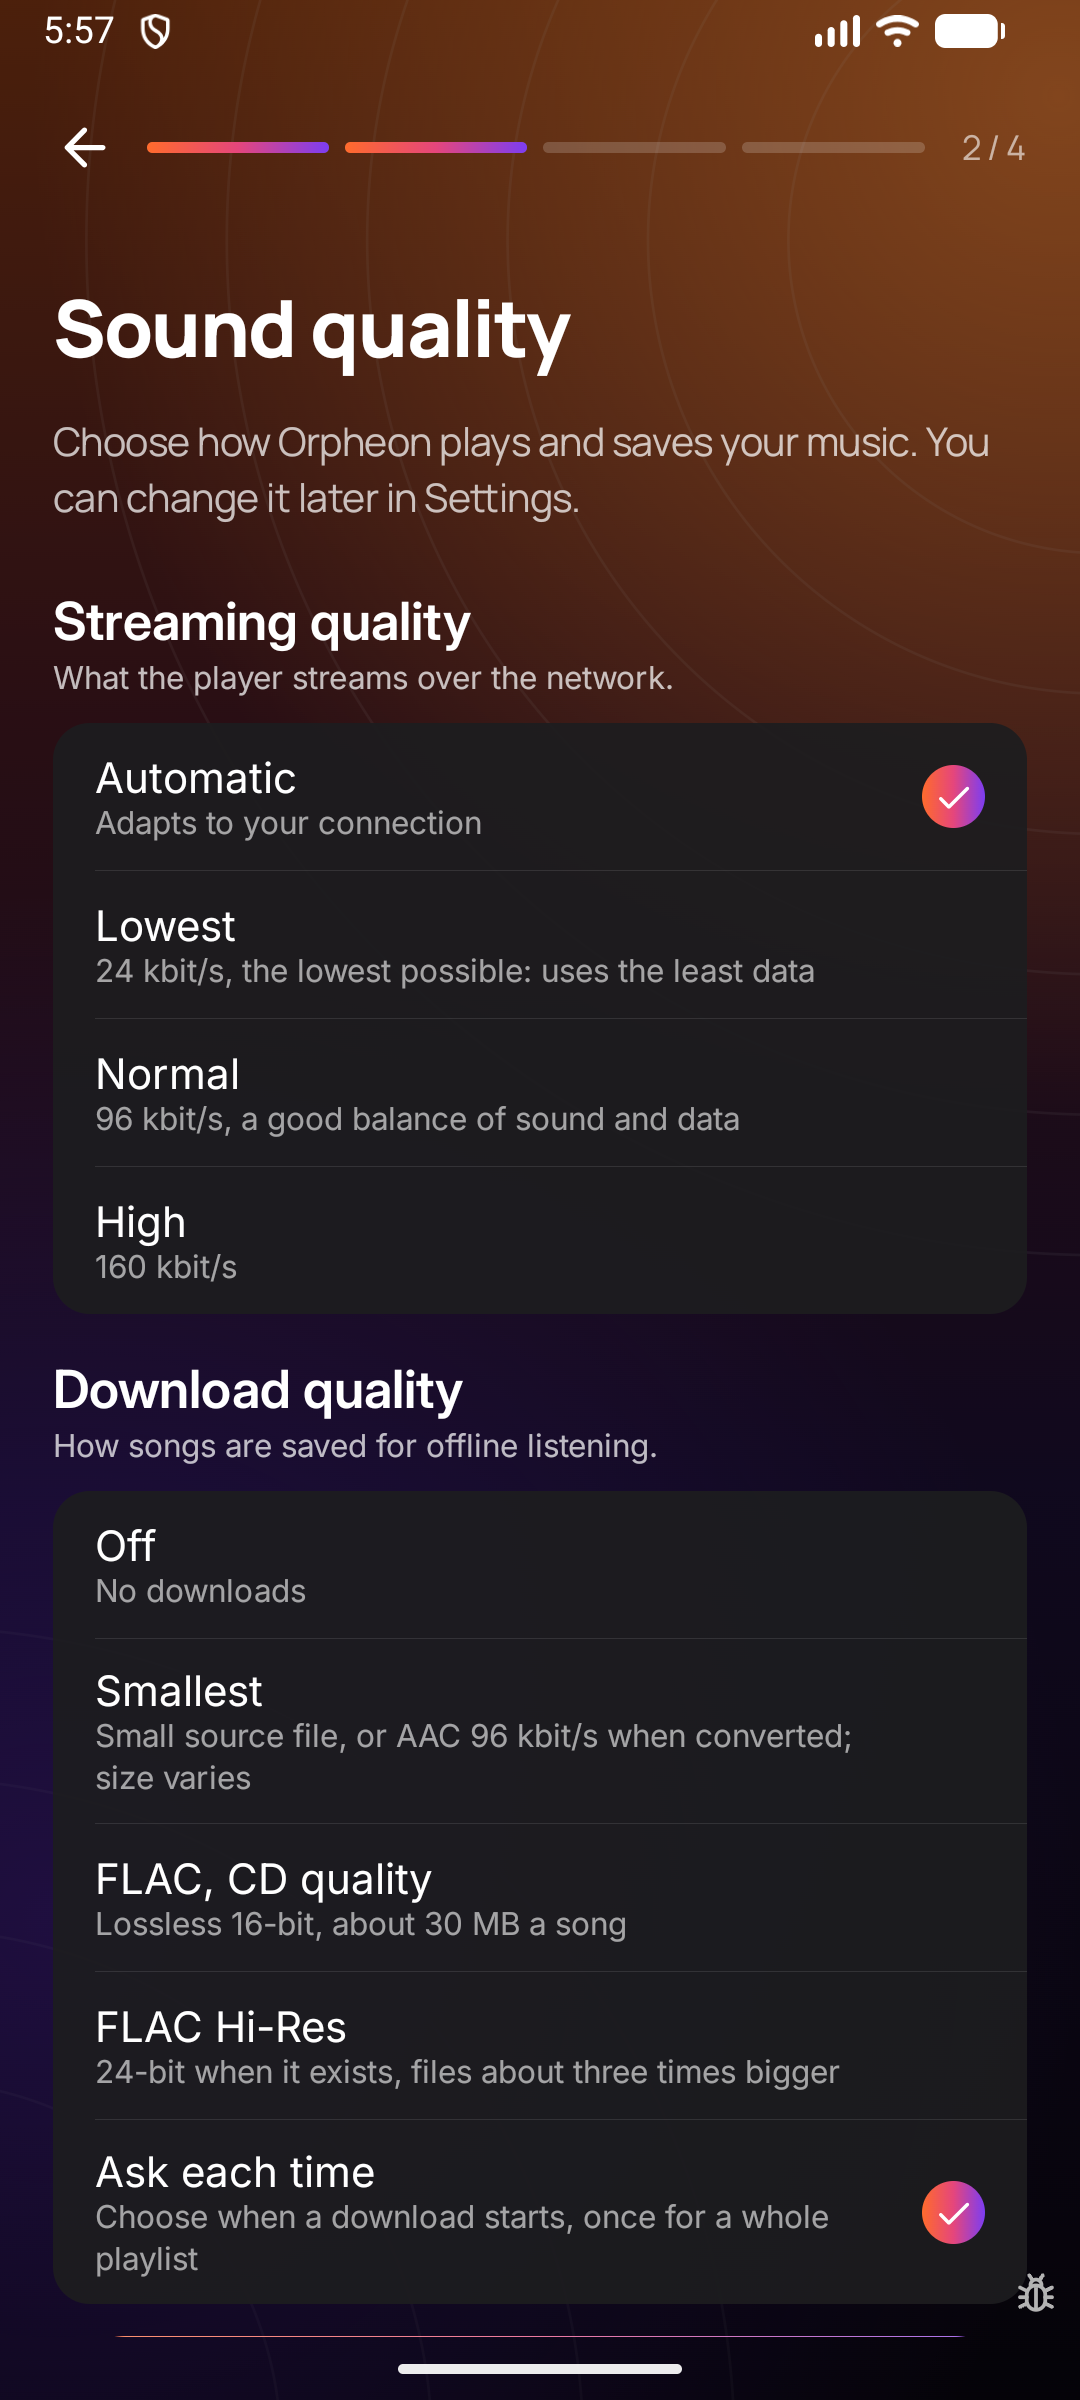 5:57
2 / 4
Sound quality
Choose how Orpheon plays and saves your music. You
can change it later in Settings.
Streaming quality
What the player streams over the network.
Automatic
Adapts to your connection
Lowest
24 kbit/s, the lowest possible: uses the least data
Normal
96 kbit/s, a good balance of sound and data
High
160 kbit/s
Download quality
How songs are saved for offline listening.
Off
No downloads
Smallest
Small source file, or AAC 96 kbit/s when converted;
size varies
FLAC, CD quality
Lossless 16-bit, about 30 MB a song
FLAC Hi-Res
24-bit when it exists, files about three times bigger
Ask each time
Choose when a download starts, once for a whole
playlist